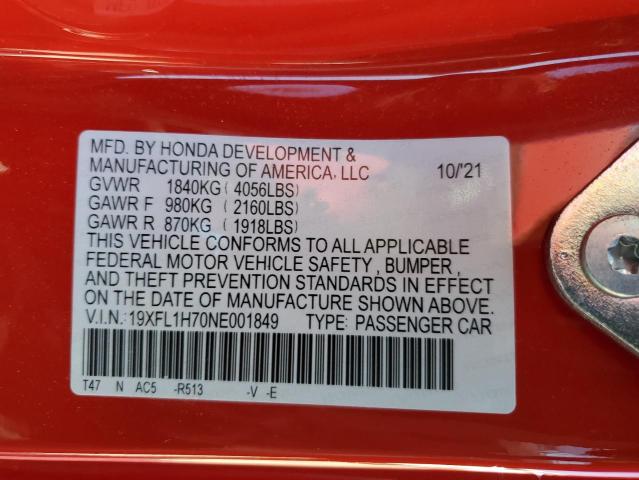 MFD. BY HONDA DEVELOPMENT &
MANUFACTURING OF AMERICA, LLC 10/'21
GVWR 1840KG ( 4056LBS)
GAWR F 980KG ( 2160LBS)
GAWR R 870KG ( 1918LBS)
THIS VEHICLE CONFORMS TO ALL APPLICABLE
FEDERAL MOTOR VEHICLE SAFETY , BUMPER ,
AND THEFT PREVENTION STANDARDS IN EFFECT
ON THE DATE OF MANUFACTURE SHOWN ABOVE.
V.I.N.: 19XFL1H70NE001849 TYPE: PASSENGER CAR
T47 N AC5 -R513 -V -E